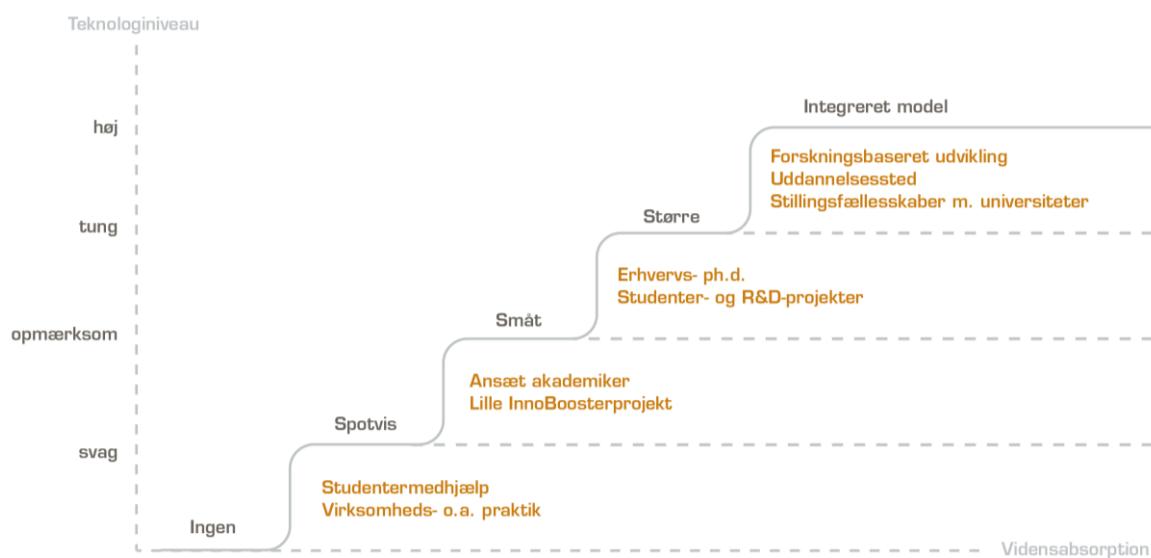 Teknologiniveau
høj
Integreret model
Forskningsbaseret udvikling
Uddannelsessted
Stillingsfællesskaber m. universiteter
tung
Større
Erhvervs- ph.d.
Studenter- og R&D-projekter
opmærksom
Småt
Ansæt akademiker
Lille InnoBoosterprojekt
svag
Spotvis
Studentermedhjælp
Virksomheds- o.a. praktik
Ingen
Vidensabsorption